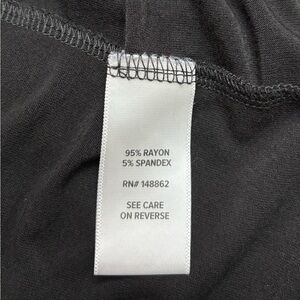 95% RAYON
5% SPANDEX
RN# 148862
SEE CARE
ON REVERSE